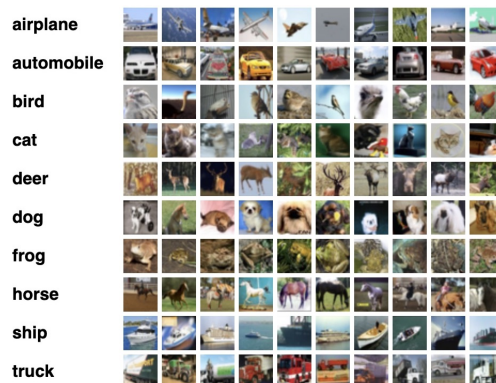 airplane
automobile
bird
cat
deer
dog
frog
horse
ship
truck